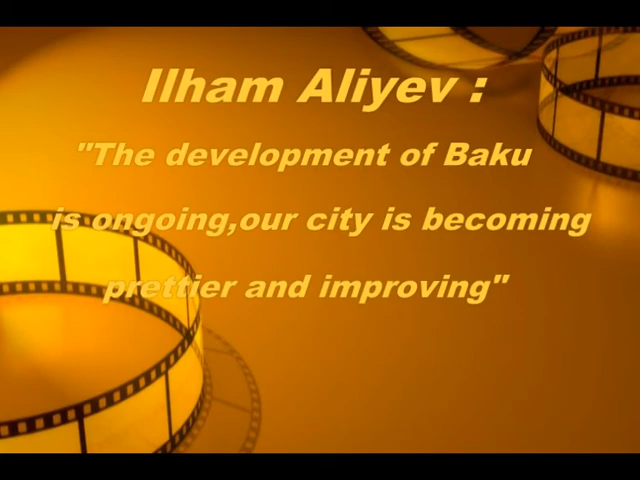 Ilham Aliyev :
"The development of Baku
is ongoing,our city is becoming
prettier and improving"